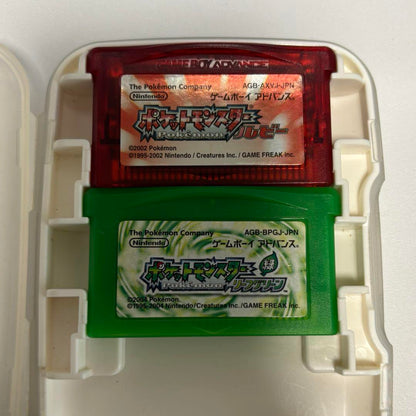 GAME BOY ADVANCE
The Pokémon Company AGB-AXVJ-JPN
Nintendo ゲームボーイ アドバンス
ポケットモンスター
Pokémon ルビー
©2002 Pokémon
©1995-2002 Nintendo / Creatures Inc. / GAME FREAK Inc.
The Pokémon Company AGB-BPGJ-JPN
Nintendo ゲームボーイ アドバンス
ポケットモンスター 緑
Pokémon リーフグリーン
©2004 Pokémon
©1995-2004 Nintendo / Creatures Inc. / GAME FREAK Inc.